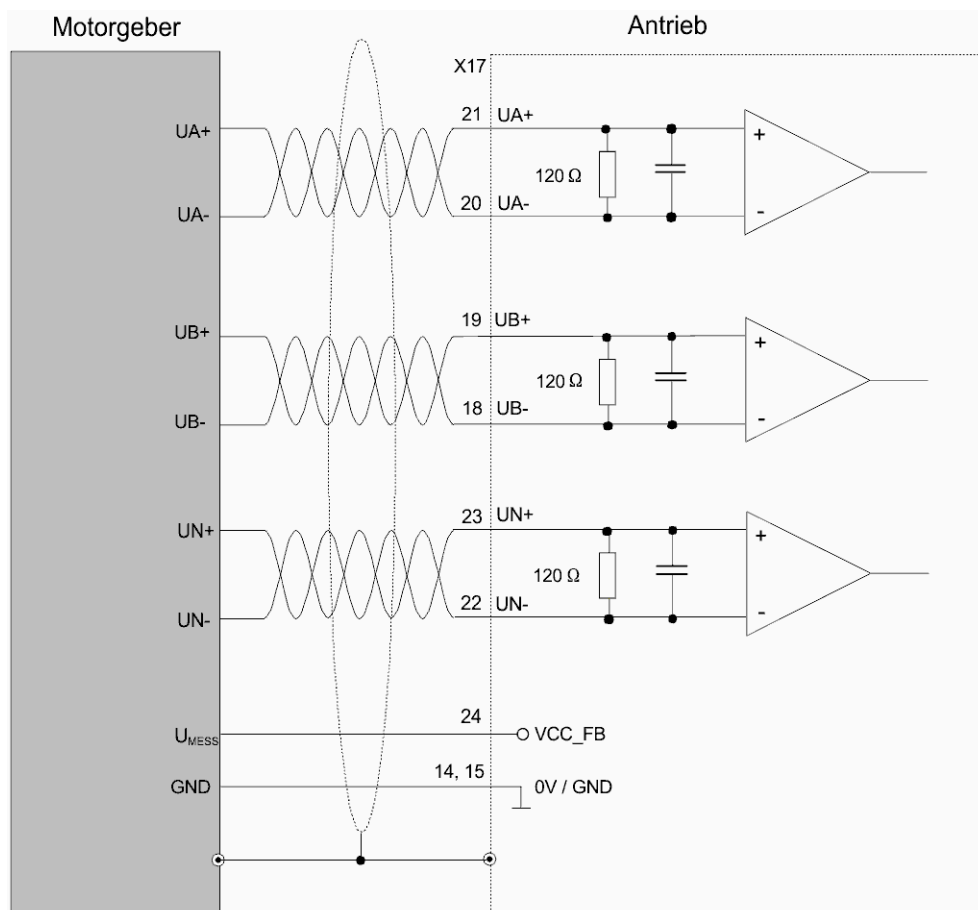 Motorgeber
Antrieb
X17
UA+
21
UA+
120 Ω
+
UA-
20
UA-
-
UB+
19
UB+
120 Ω
+
UB-
18
UB-
-
UN+
23
UN+
120 Ω
+
UN-
22
UN-
-
UMESS
24
VCC_FB
GND
14, 15
0V / GND